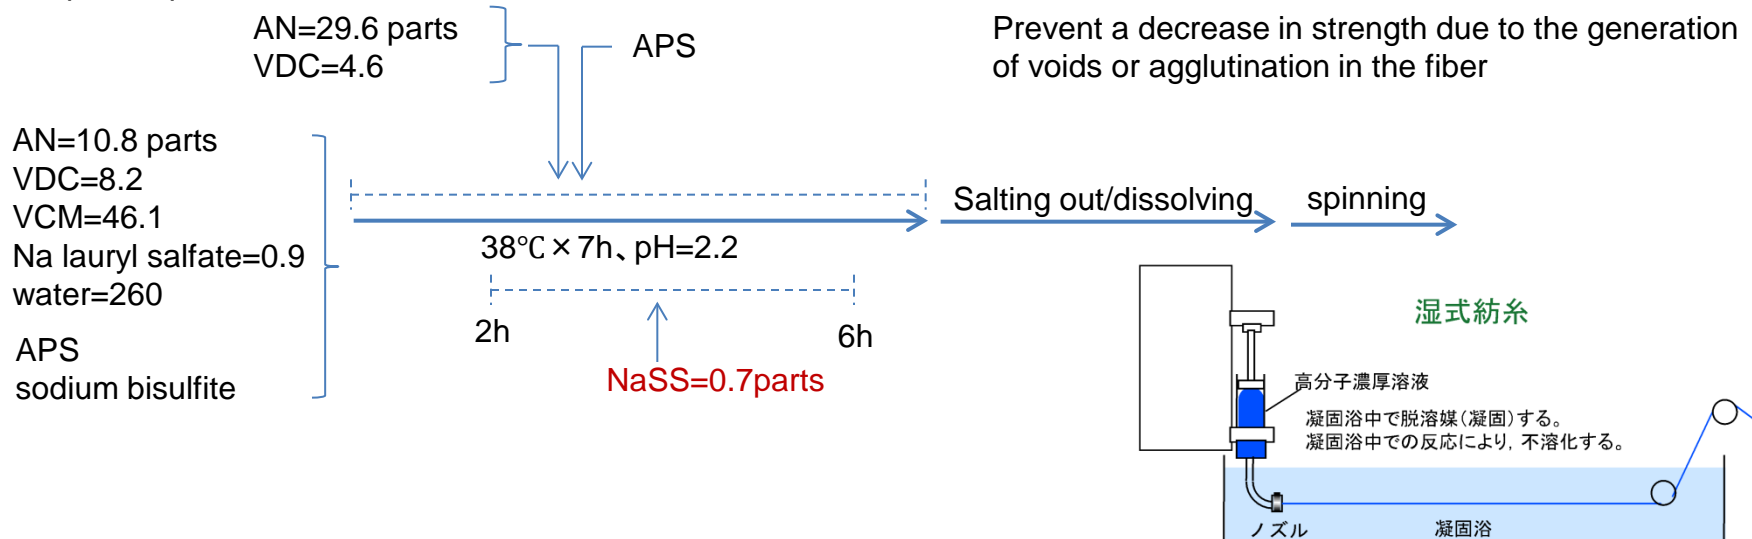 AN=29.6 parts
VDC=4.6
APS
Prevent a decrease in strength due to the generation
of voids or agglutination in the fiber
AN=10.8 parts
VDC=8.2
VCM=46.1
Na lauryl salfate=0.9
water=260
APS
sodium bisulfite
38℃×7h、pH=2.2
2h
6h
NaSS=0.7parts
Salting out/dissolving
spinning
湿式紡糸
高分子濃厚溶液
凝固浴中で脱溶媒(凝固)する。
凝固浴中での反応により, 不溶化する。
ノズル
凝固浴